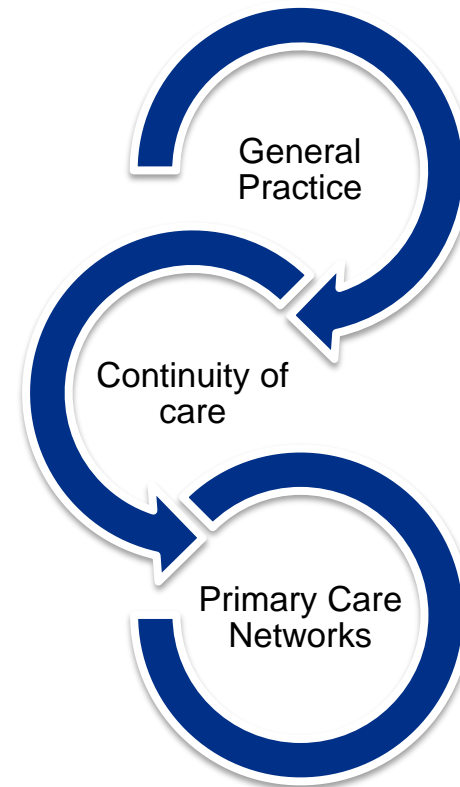 General
Practice
Continuity of
care
Primary Care
Networks